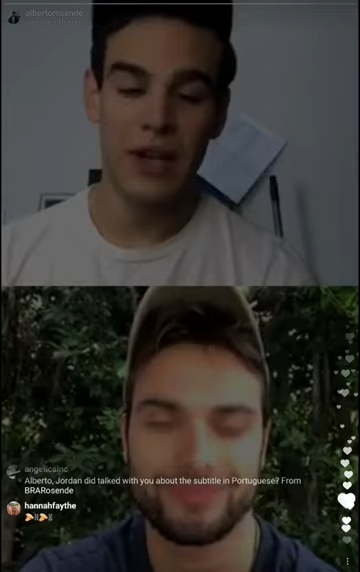 albertorosende
angelicalnc
Alberto, Jordan did talked with you about the subtitle in Portuguese? From
BRARosende
hannahfaythe